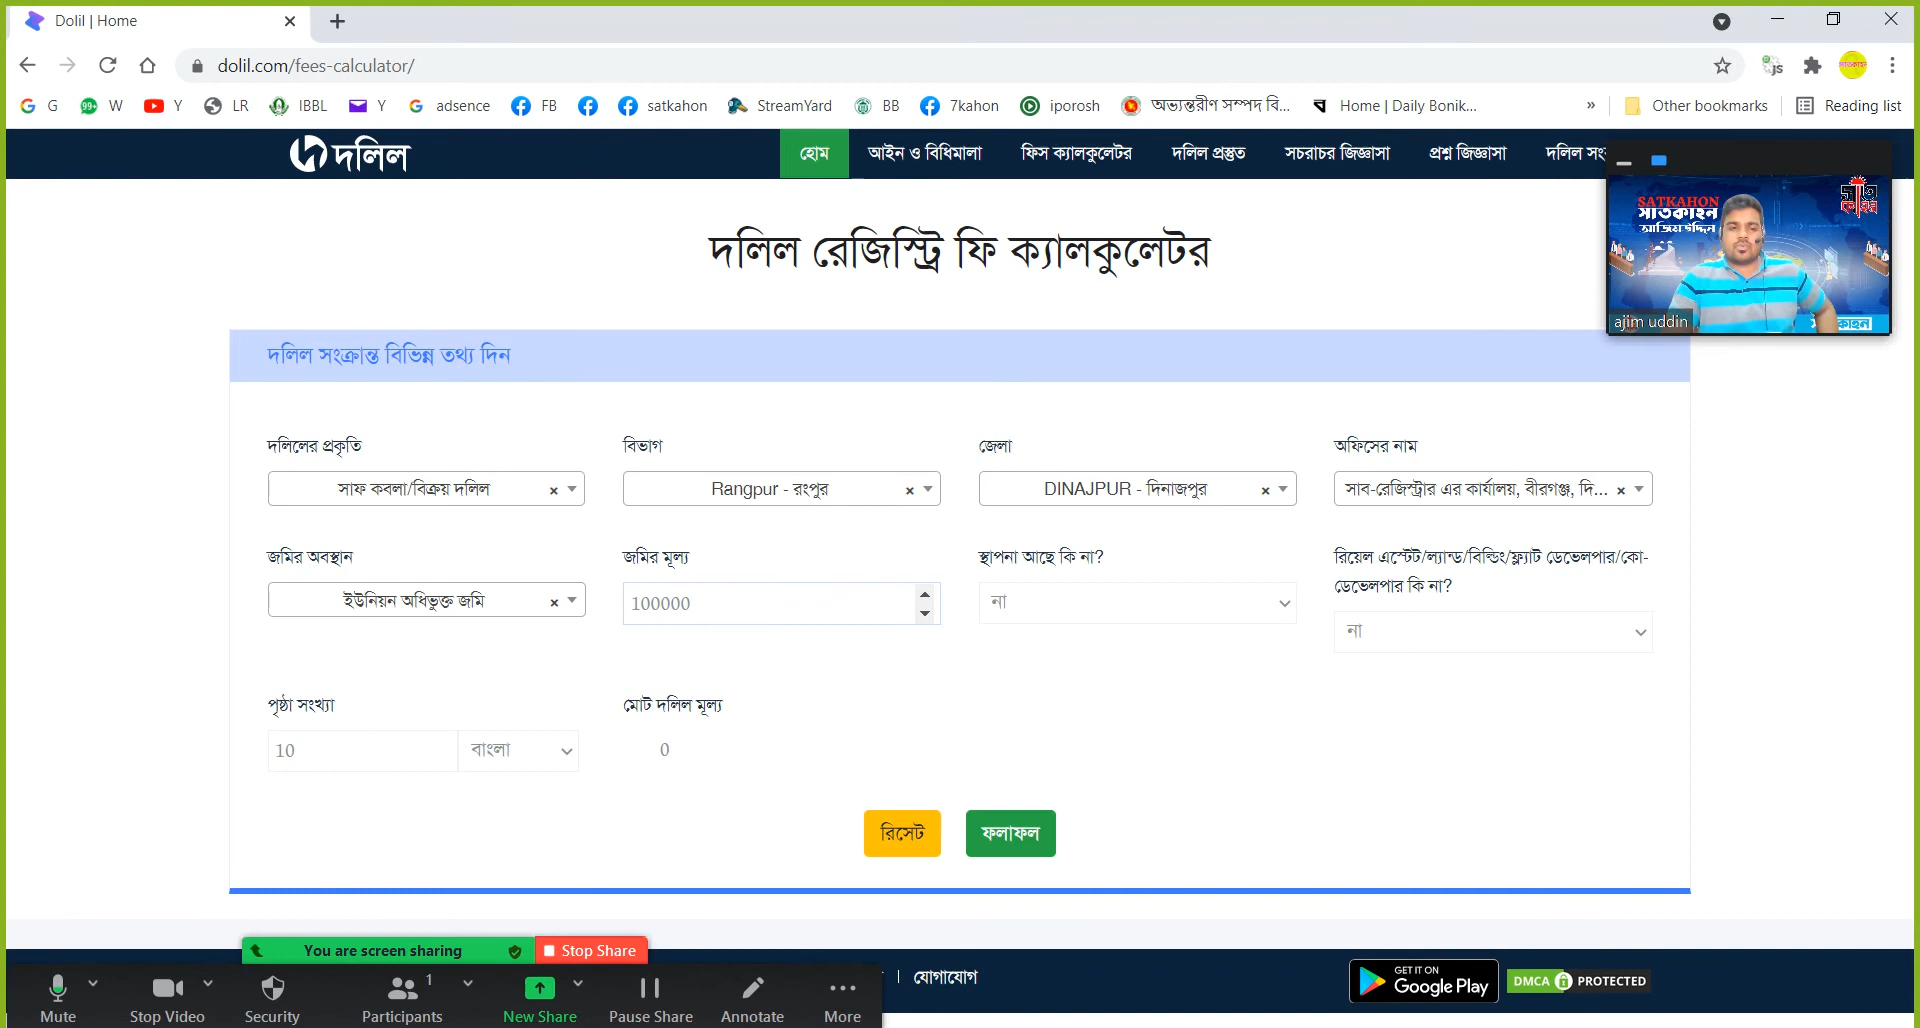 Dolil | Home
dolil.com/fees-calculator/
G
W
Y
LR
IBBL
Y
adsence
FB
satkahon
StreamYard
BB
7kahon
iporosh
অভ্যন্তরীণ সম্পদ বি...
Home | Daily Bonik...
»
Other bookmarks
Reading list
দলিল
হোম
আইন ও বিধিমালা
ফিস ক্যালকুলেটর
দলিল প্রস্তুত
সচরাচর জিজ্ঞাসা
প্রশ্ন জিজ্ঞাসা
দলিল
SATKAHON
সাতকাহন
আজিম উদ্দিন
ajim uddin
দলিল রেজিস্ট্রি ফি ক্যালকুলেটর
দলিল সংক্রান্ত বিভিন্ন তথ্য দিন
দলিলের প্রকৃতি
বিভাগ
জেলা
অফিসের নাম
সাফ কবলা/বিক্রয় দলিল
Rangpur - রংপুর
DINAJPUR - দিনাজপুর
সাব-রেজিস্ট্রার এর কার্যালয়, বীরগঞ্জ, দি...
জমির অবস্থান
জমির মূল্য
স্থাপনা আছে কি না?
রিয়েল এস্টেট/ল্যান্ড/বিল্ডিং/ফ্ল্যাট ডেভেলপার/কো-
ডেভেলপার কি না?
ইউনিয়ন অধিভুক্ত জমি
100000
না
না
পৃষ্ঠা সংখ্যা
মোট দলিল মূল্য
10
বাংলা
0
রিসেট
ফলাফল
You are screen sharing
Stop Share
যোগাযোগ
GET IT ON
Google Play
DMCA PROTECTED
1
Mute
Stop Video
Security
Participants
New Share
Pause Share
Annotate
More